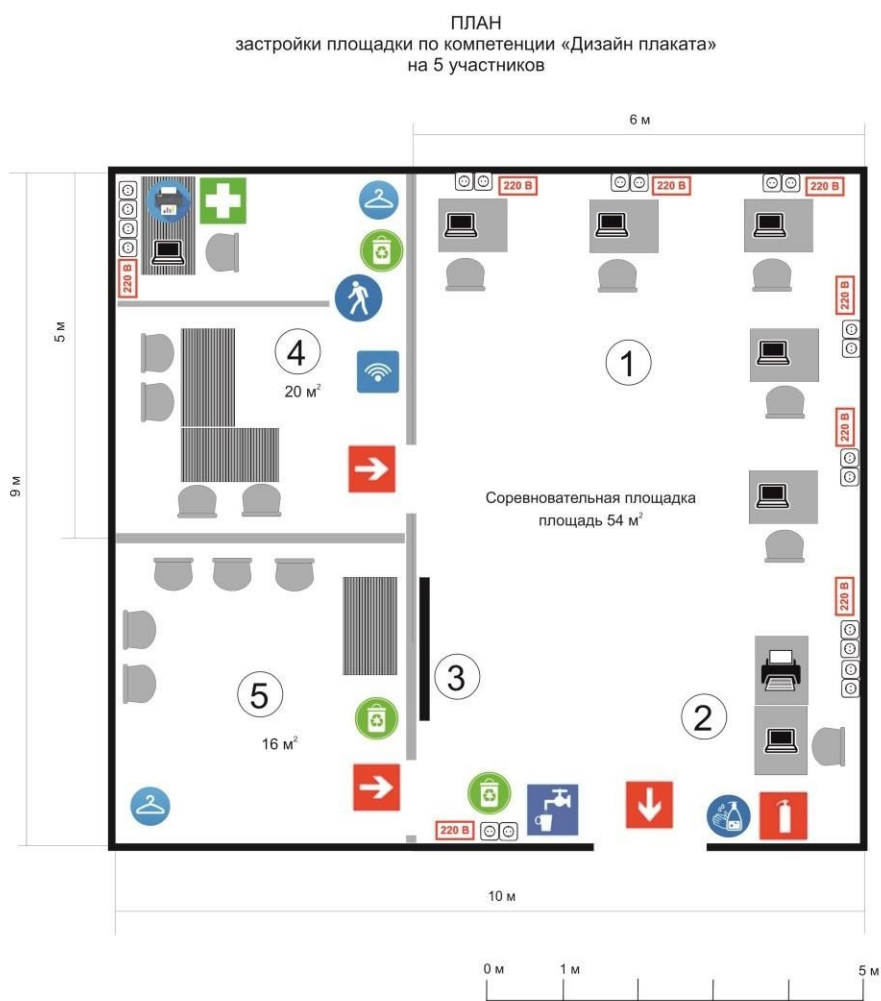 ПЛАН
застройки площадки по компетенции «Дизайн плаката»
на 5 участников
6 м
220 В
220 В
220 В
220 В
220 В
5 м
4
20 м²
1
220 В
9 м
Соревновательная площадка
площадь 54 м²
220 В
3
5
2
16 м²
220 В
10 м
0 м
1 м
5 м